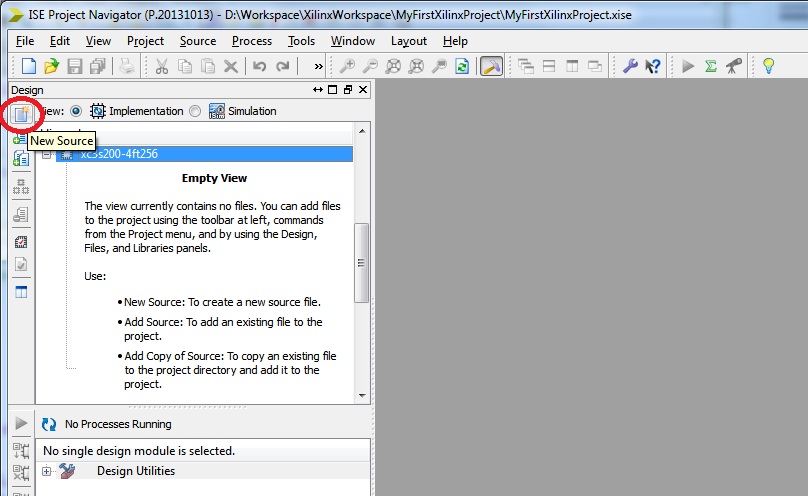 ISE Project Navigator (P.20131013) - D:\Workspace\XilinxWorkspace\MyFirstXilinxProject\MyFirstXilinxProject.xise
File Edit View Project Source Process Tools Window Layout Help
»
Design
View: Implementation Simulation
New Source
xc3s200-4ft256
Empty View
The view currently contains no files. You can add files
to the project using the toolbar at left, commands
from the Project menu, and by using the Design,
Files, and Libraries panels.
Use:
• New Source: To create a new source file.
• Add Source: To add an existing file to the
project.
• Add Copy of Source: To copy an existing file
to the project directory and add it to the
project.
No Processes Running
No single design module is selected.
Design Utilities